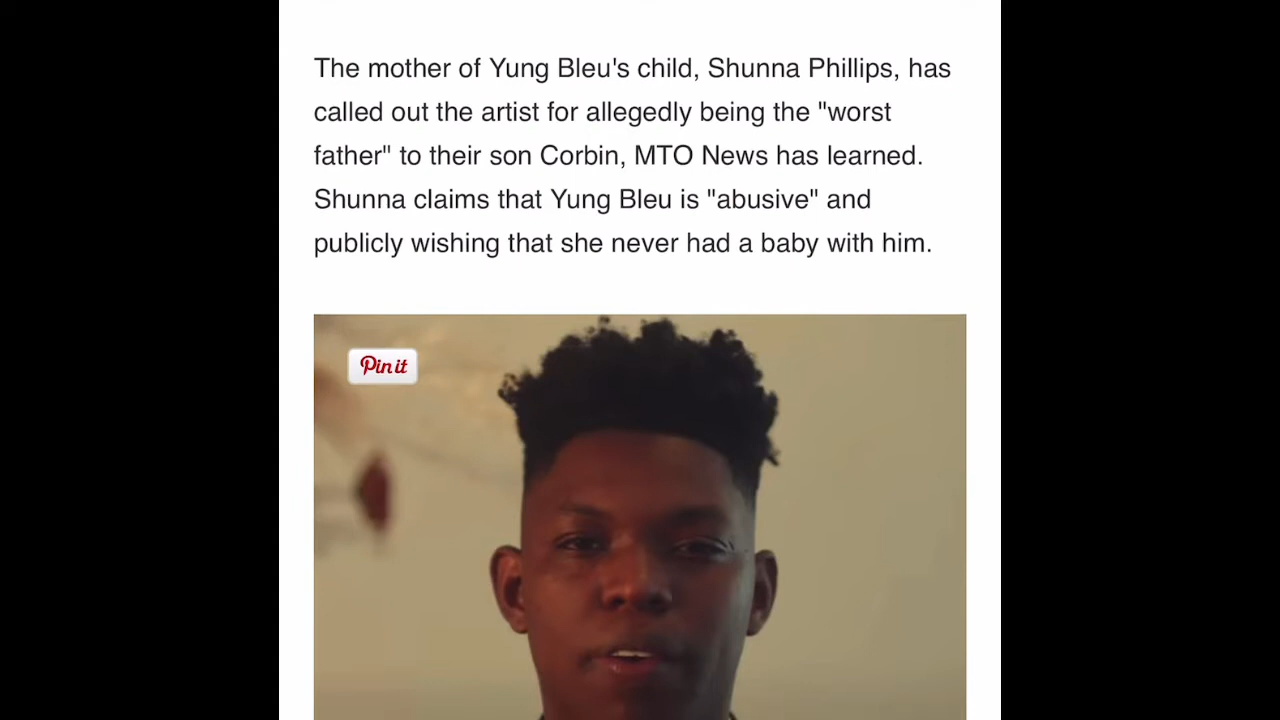 The mother of Yung Bleu's child, Shunna Phillips, has
called out the artist for allegedly being the "worst
father" to their son Corbin, MTO News has learned.
Shunna claims that Yung Bleu is "abusive" and
publicly wishing that she never had a baby with him.
Pin it